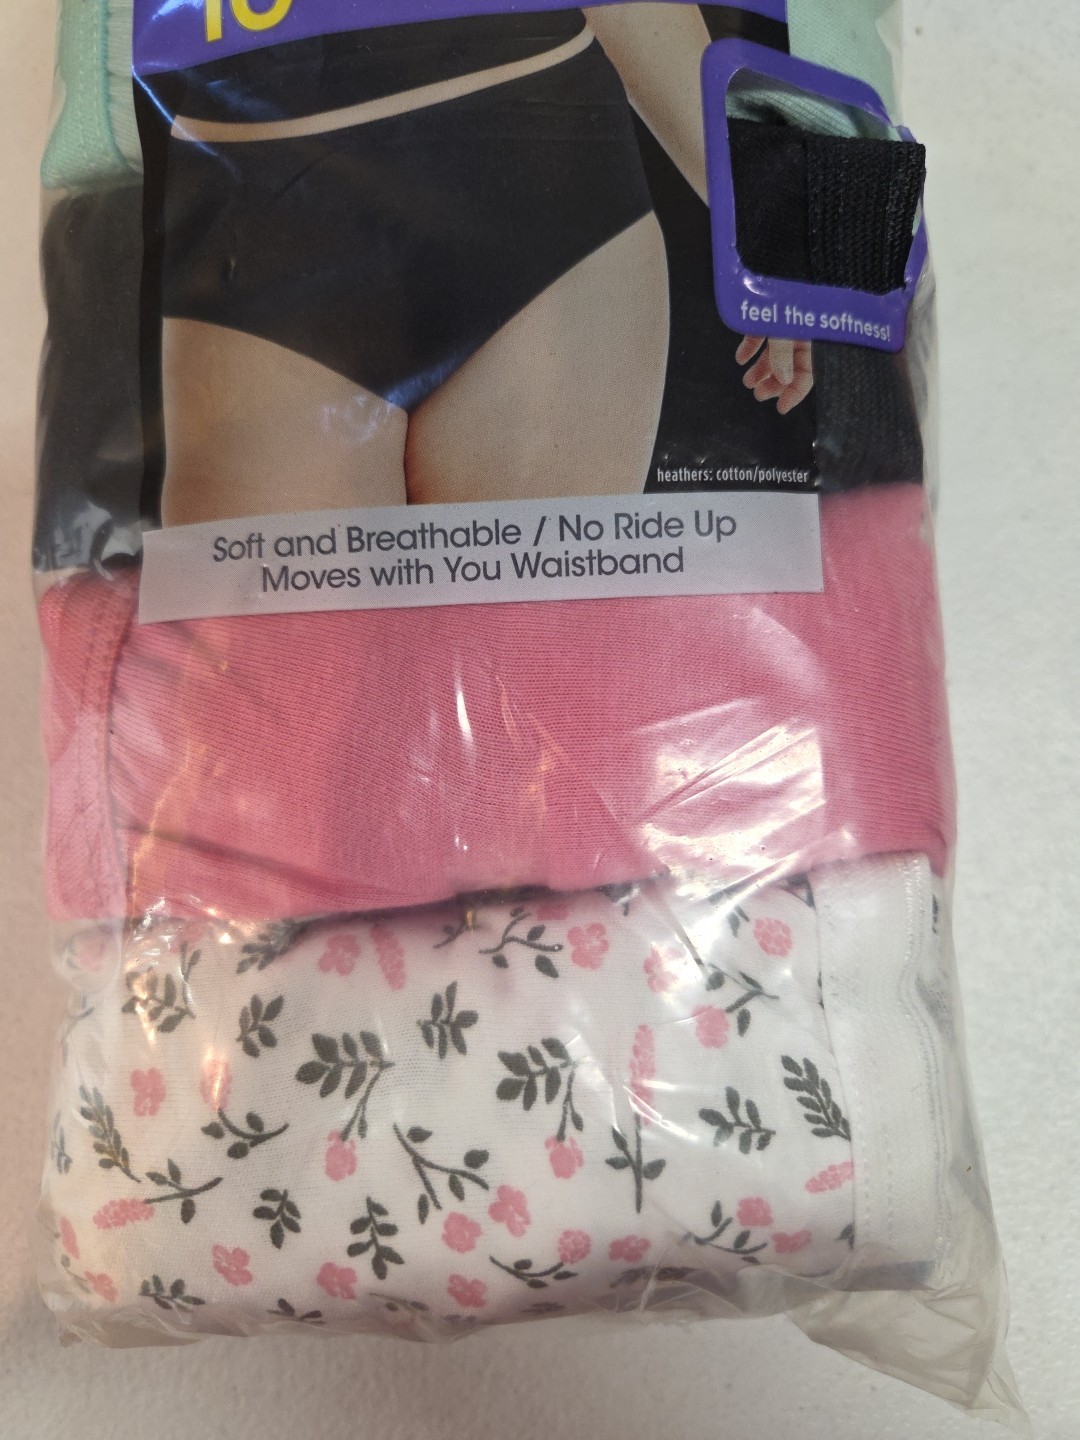 feel the softness!
heathers: cotton/polyester
Soft and Breathable / No Ride Up
Moves with You Waistband